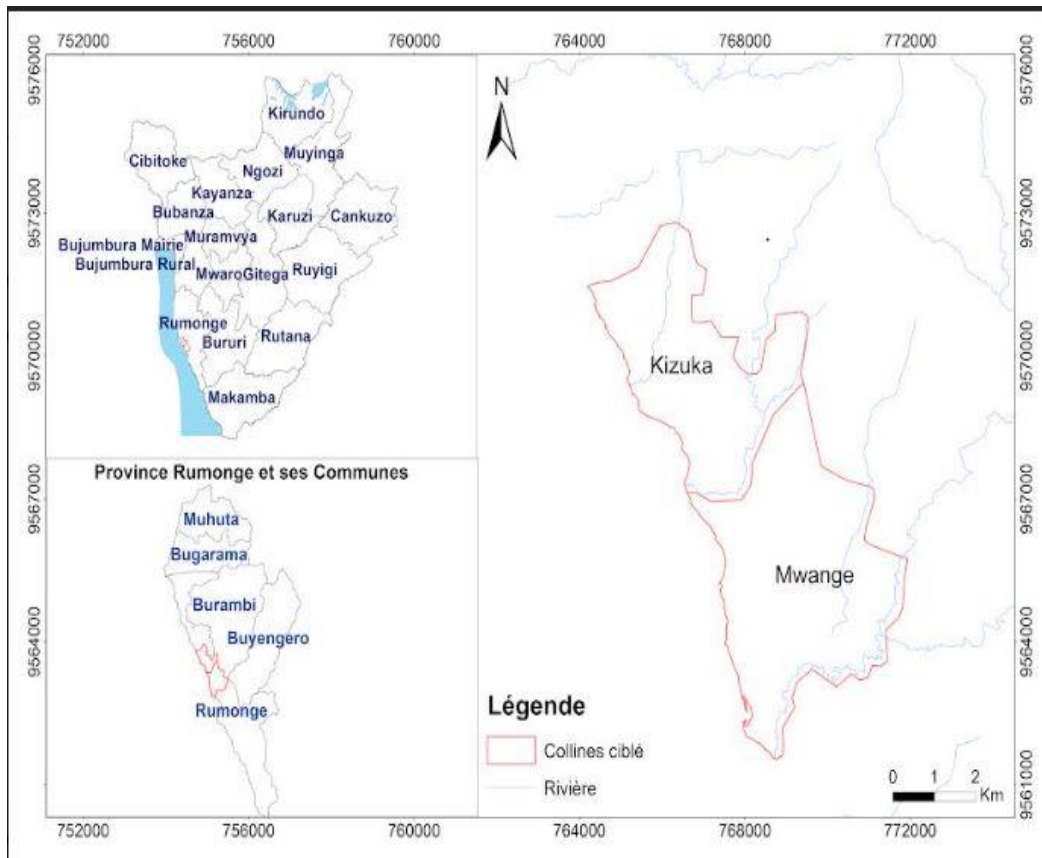 752000 756000 760000 764000 768000 772000
9576000
9573000
9570000
9567000
9564000
Kirundo
Cibitoke
Muyinga
Ngozi
Kayanza
Bubanza
Karuzi
Cankuzo
Muramvya
Bujumbura Mairie
Bujumbura Rural
Mwaro
Gitega
Ruyigi
Rumonge
Bururi
Rutana
Makamba
Province Rumonge et ses Communes
Muhuta
Bugarama
Burambi
Buyengero
Rumonge
N
Kizuka
Mwange
Légende
Collines ciblé
Rivière
0 1 2
Km
9576000
9573000
9570000
9567000
9564000
9561000
752000 756000 760000 764000 768000 772000